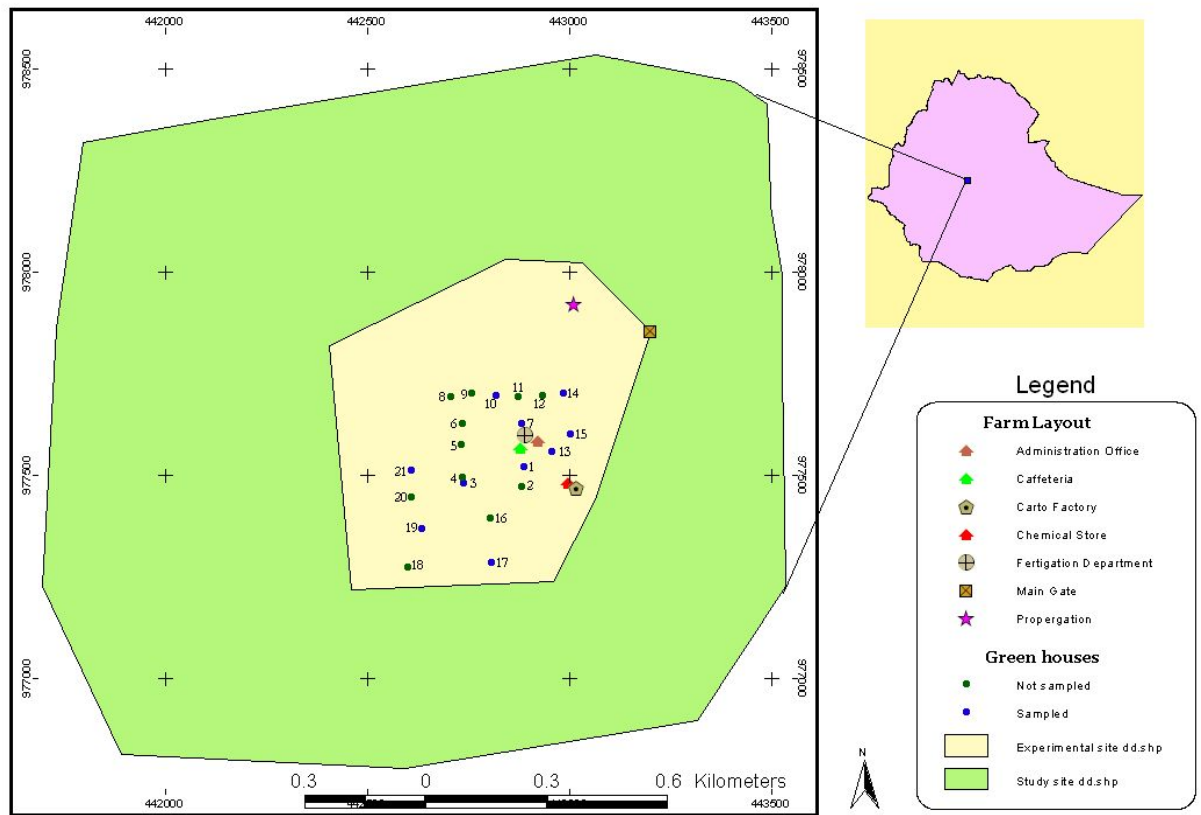 442000 442500 443000 443500
978500 978500
978000 978000
977500 977500
977000 977000
8 9 10 11 12 14
6 7
15
5 13
21 4 3 1
20 2
16
19
18 17
0.3 0 0.3 0.6 Kilometers
442000 442500 443000 443500
N
Legend
Farm Layout
Administration Office
Caffeteria
Carto Factory
Chemical Store
Fertigation Department
Main Gate
Propergation
Green houses
Not sampled
Sampled
Experimental site dd.shp
Study site dd.shp